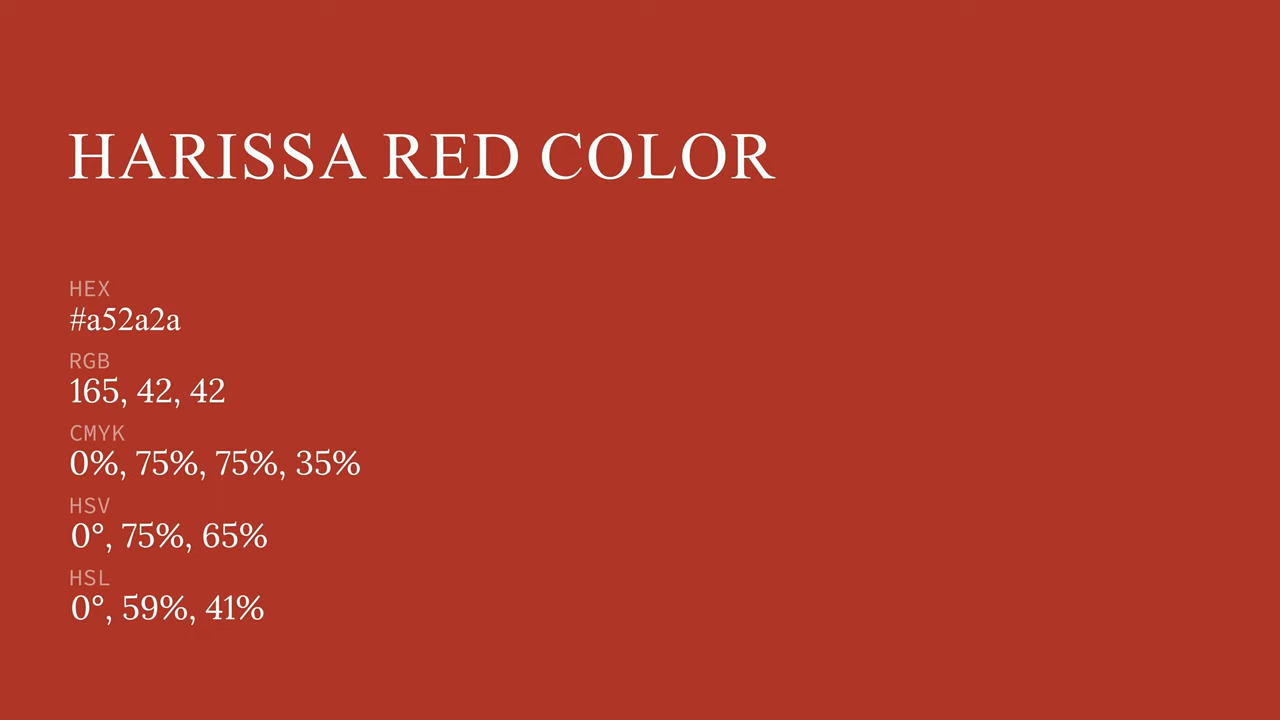 HARISSA RED COLOR
HEX
#a52a2a
RGB
165, 42, 42
CMYK
0%, 75%, 75%, 35%
HSV
0°, 75%, 65%
HSL
0°, 59%, 41%